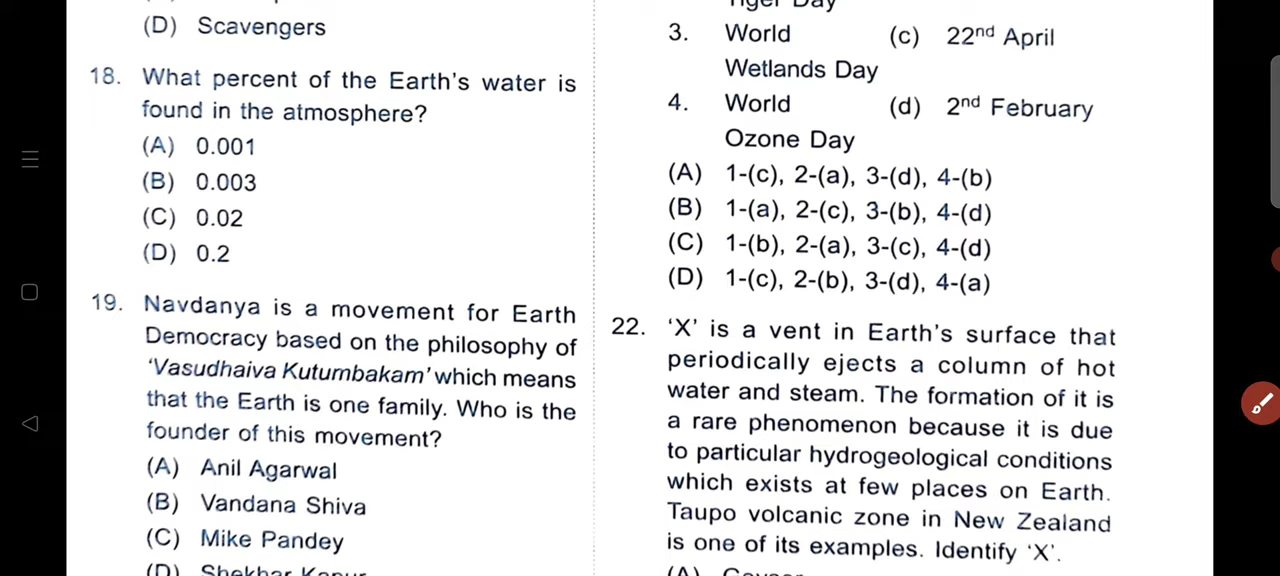 (D) Scavengers
18. What percent of the Earth's water is
found in the atmosphere?
(A) 0.001
(B) 0.003
(C) 0.02
(D) 0.2
19. Navdanya is a movement for Earth
Democracy based on the philosophy of
'Vasudhaiva Kutumbakam' which means
that the Earth is one family. Who is the
founder of this movement?
(A) Anil Agarwal
(B) Vandana Shiva
(C) Mike Pandey
(D) Shekhar Kapur
Tiger Day
3. World (c) 22nd April
Wetlands Day
4. World (d) 2nd February
Ozone Day
(A) 1-(c), 2-(a), 3-(d), 4-(b)
(B) 1-(a), 2-(c), 3-(b), 4-(d)
(C) 1-(b), 2-(a), 3-(c), 4-(d)
(D) 1-(c), 2-(b), 3-(d), 4-(a)
22. 'X' is a vent in Earth's surface that
periodically ejects a column of hot
water and steam. The formation of it is
a rare phenomenon because it is due
to particular hydrogeological conditions
which exists at few places on Earth.
Taupo volcanic zone in New Zealand
is one of its examples. Identify 'X'.
(A) Geyser